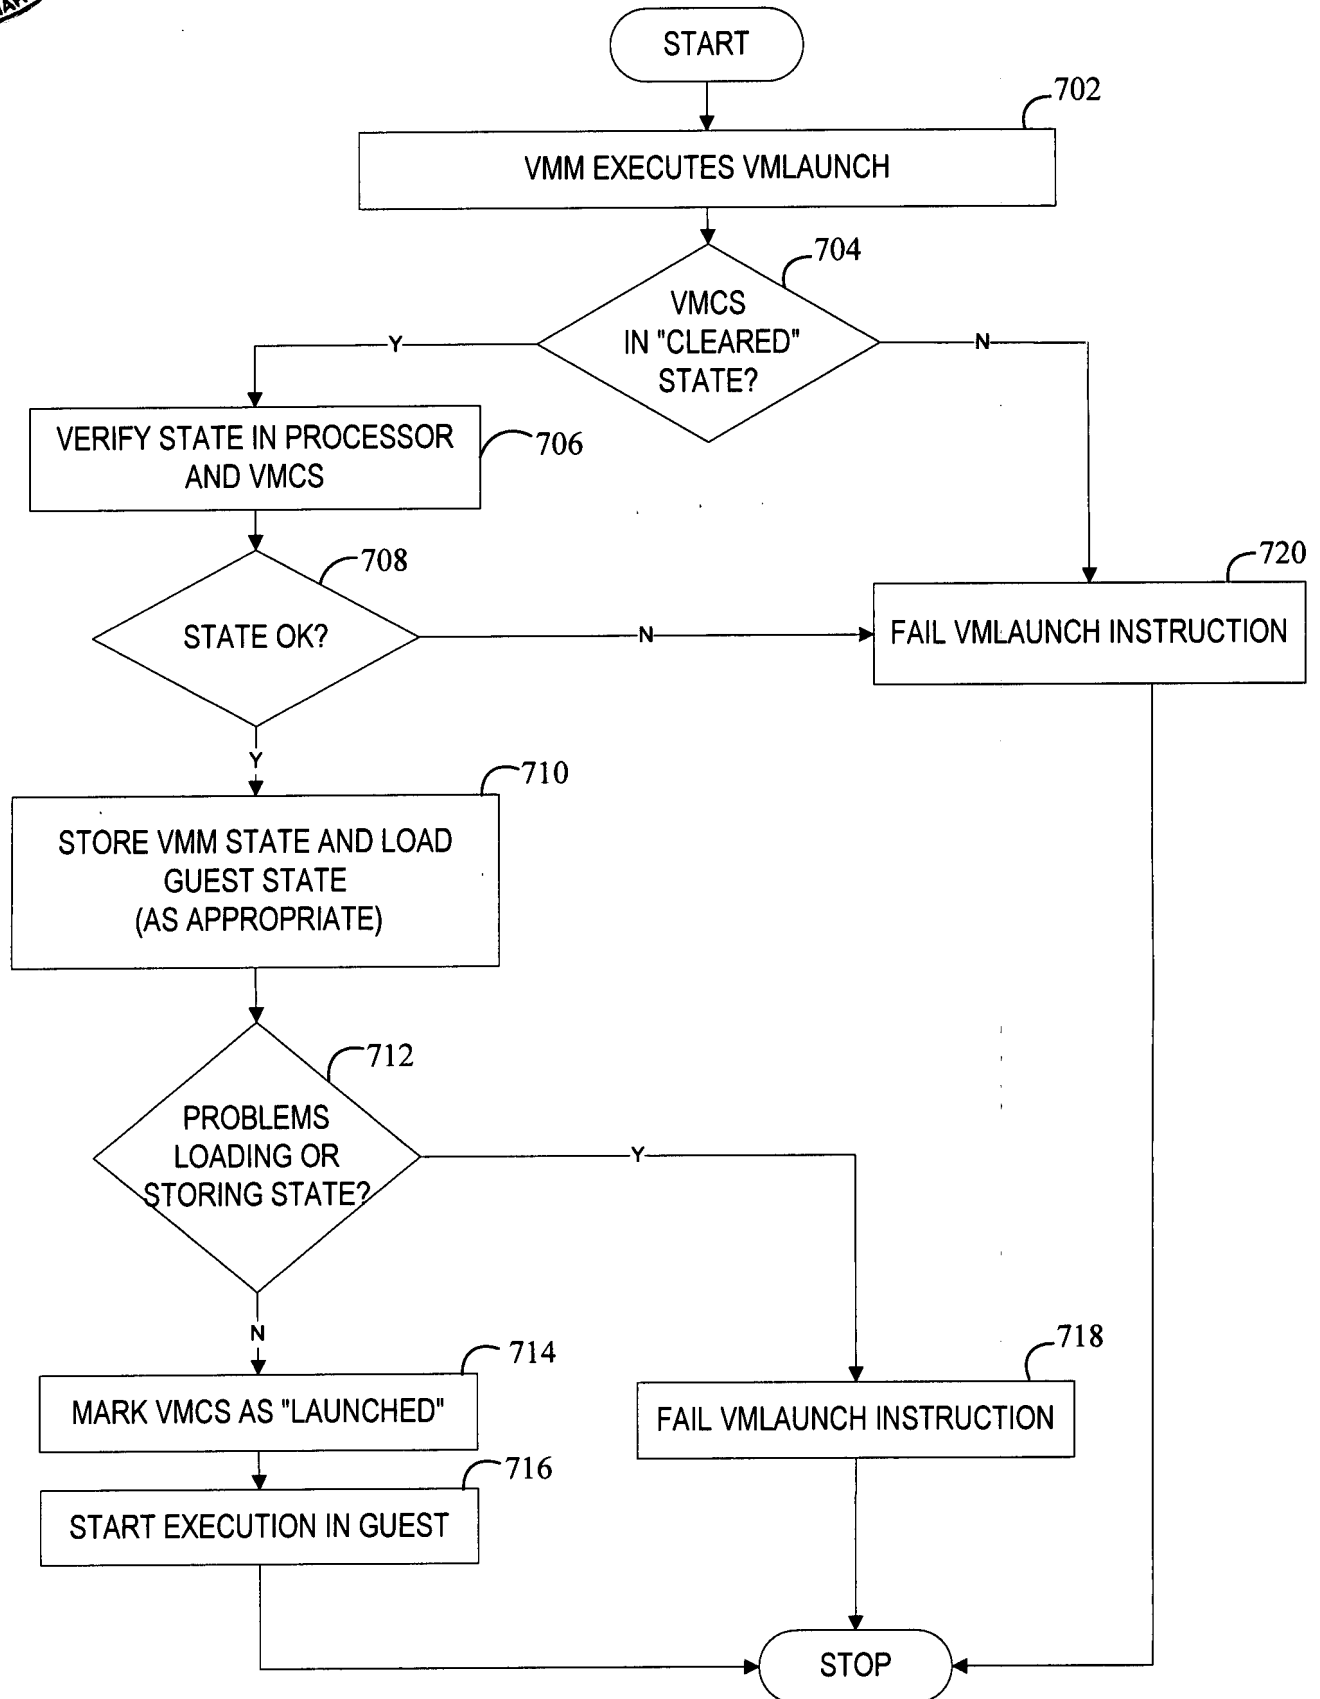 START
702
VMM EXECUTES VMLAUNCH
704
VMCS
IN "CLEARED"
STATE?
Y
N
VERIFY STATE IN PROCESSOR
AND VMCS
706
708
STATE OK?
N
720
FAIL VMLAUNCH INSTRUCTION
Y
710
STORE VMM STATE AND LOAD
GUEST STATE
(AS APPROPRIATE)
712
PROBLEMS
LOADING OR
STORING STATE?
Y
N
714
MARK VMCS AS "LAUNCHED"
718
FAIL VMLAUNCH INSTRUCTION
716
START EXECUTION IN GUEST
STOP